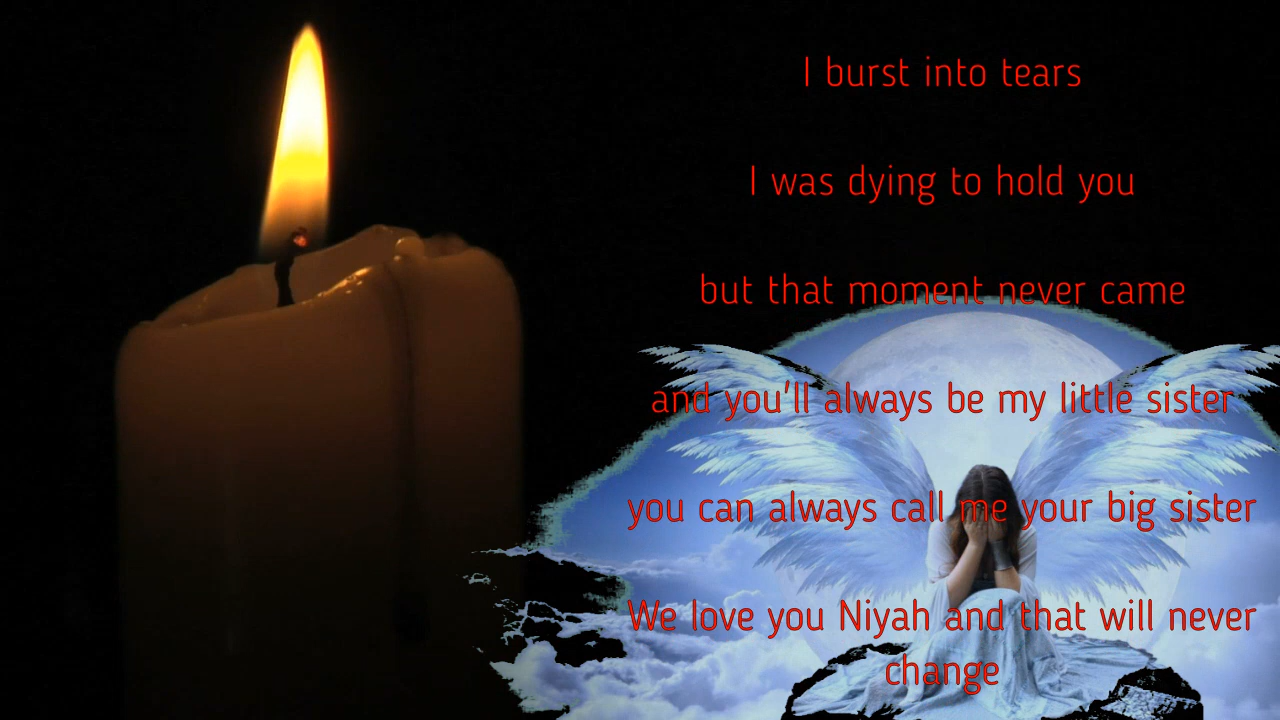 I burst into tears
I was dying to hold you
but that moment never came
and you'll always be my little sister
you can always call me your big sister
We love you Niyah and that will never
change